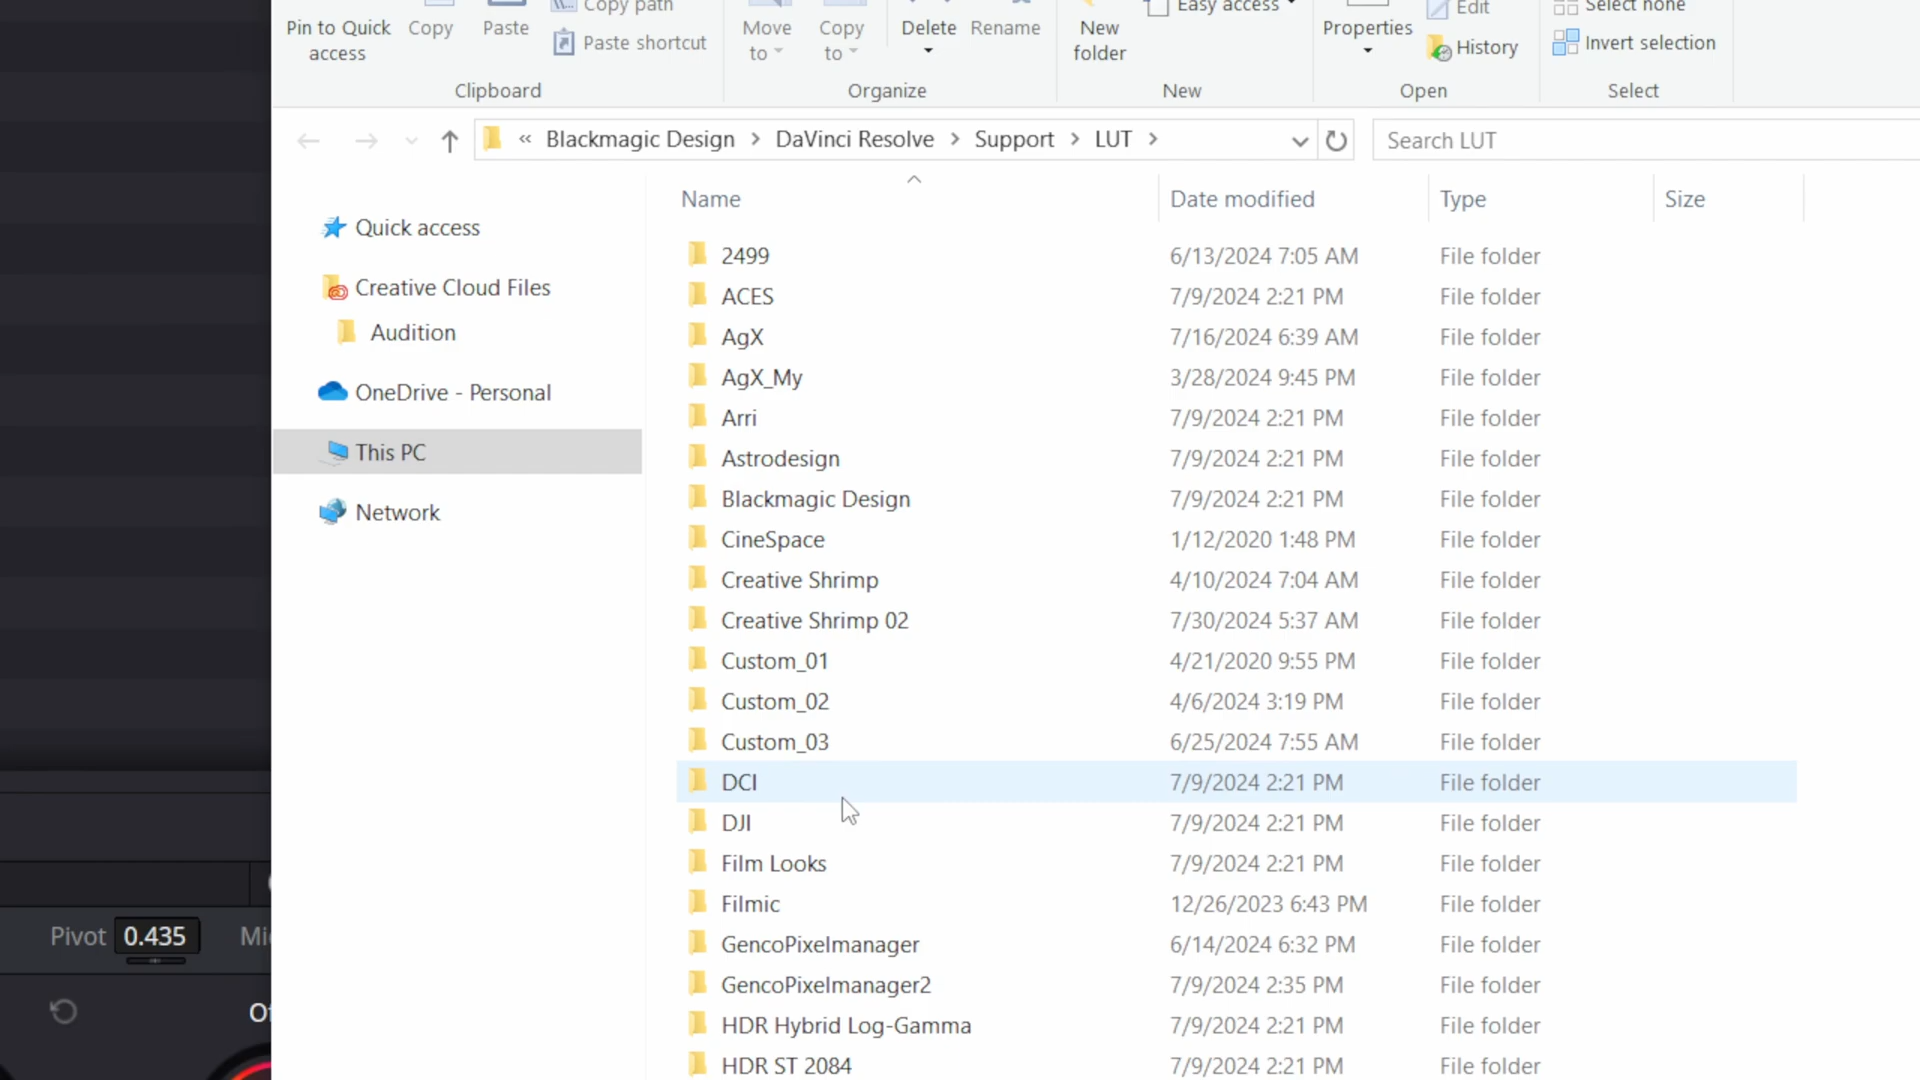 Pin to Quick access
Copy
Paste
Copy path
Paste shortcut
Clipboard
Move to
Copy to
Delete
Rename
Organize
New folder
Easy access
New
Properties
Edit
History
Open
Select none
Invert selection
Select
« Blackmagic Design > DaVinci Resolve > Support > LUT >
Search LUT
Quick access
Creative Cloud Files
Audition
OneDrive - Personal
This PC
Network
Name Date modified Type Size
2499 6/13/2024 7:05 AM File folder
ACES 7/9/2024 2:21 PM File folder
AgX 7/16/2024 6:39 AM File folder
AgX_My 3/28/2024 9:45 PM File folder
Arri 7/9/2024 2:21 PM File folder
Astrodesign 7/9/2024 2:21 PM File folder
Blackmagic Design 7/9/2024 2:21 PM File folder
CineSpace 1/12/2020 1:48 PM File folder
Creative Shrimp 4/10/2024 7:04 AM File folder
Creative Shrimp 02 7/30/2024 5:37 AM File folder
Custom_01 4/21/2020 9:55 PM File folder
Custom_02 4/6/2024 3:19 PM File folder
Custom_03 6/25/2024 7:55 AM File folder
DCI 7/9/2024 2:21 PM File folder
DJI 7/9/2024 2:21 PM File folder
Film Looks 7/9/2024 2:21 PM File folder
Filmic 12/26/2023 6:43 PM File folder
GencoPixelmanager 6/14/2024 6:32 PM File folder
GencoPixelmanager2 7/9/2024 2:35 PM File folder
HDR Hybrid Log-Gamma 7/9/2024 2:21 PM File folder
HDR ST 2084 7/9/2024 2:21 PM File folder
Pivot 0.435